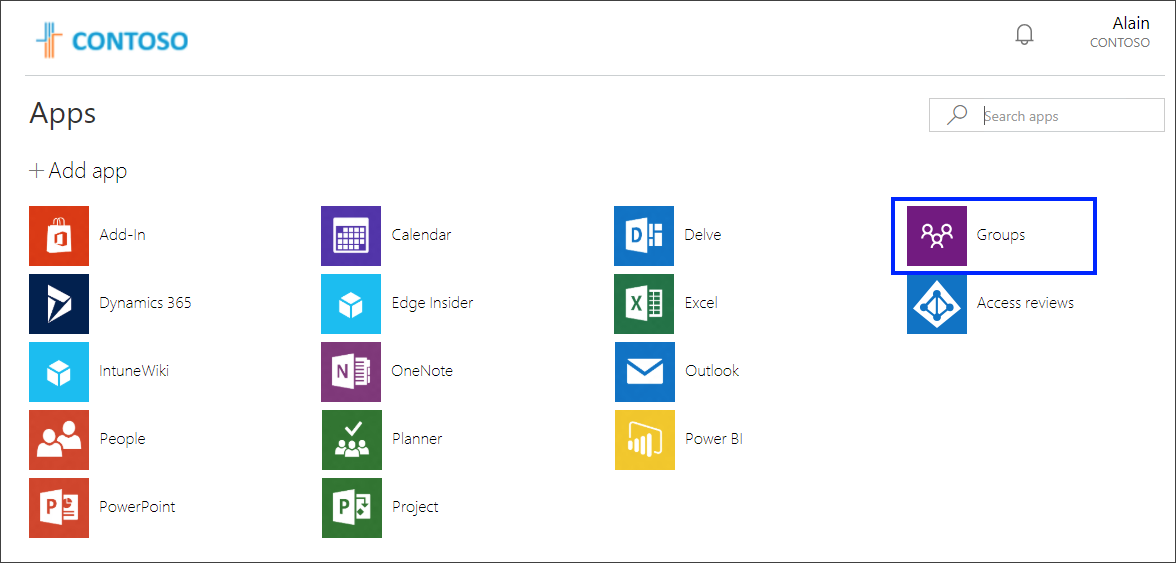 CONTOSO
Alain
CONTOSO
Apps
Search apps
+ Add app
Add-In
Calendar
Delve
Groups
Dynamics 365
Edge Insider
Excel
Access reviews
IntuneWiki
OneNote
Outlook
People
Planner
Power BI
PowerPoint
Project